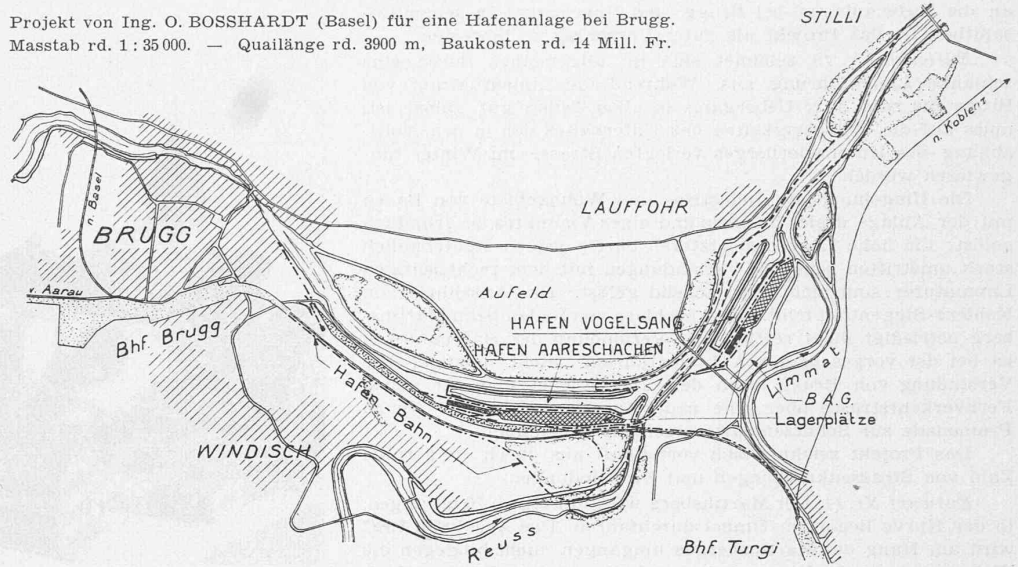 Projekt von Ing. O. BOSSHARDT (Basel) für eine Hafenanlage bei Brugg.
Masstab rd. 1 : 35 000. — Quailänge rd. 3900 m, Baukosten rd. 14 Mill. Fr.
STILLI
n. Koblenz
n. Basel
BRUGG
AUFFOHR
v. Aarau
Aufeld
Bhf. Brugg
HAFEN VOGELSANG
HAFEN AARESCHACHEN
Hafen-Bahn
Limmat
B.A.G.
Lagerplätze
WINDISCH
Reuss
Bhf. Turgi